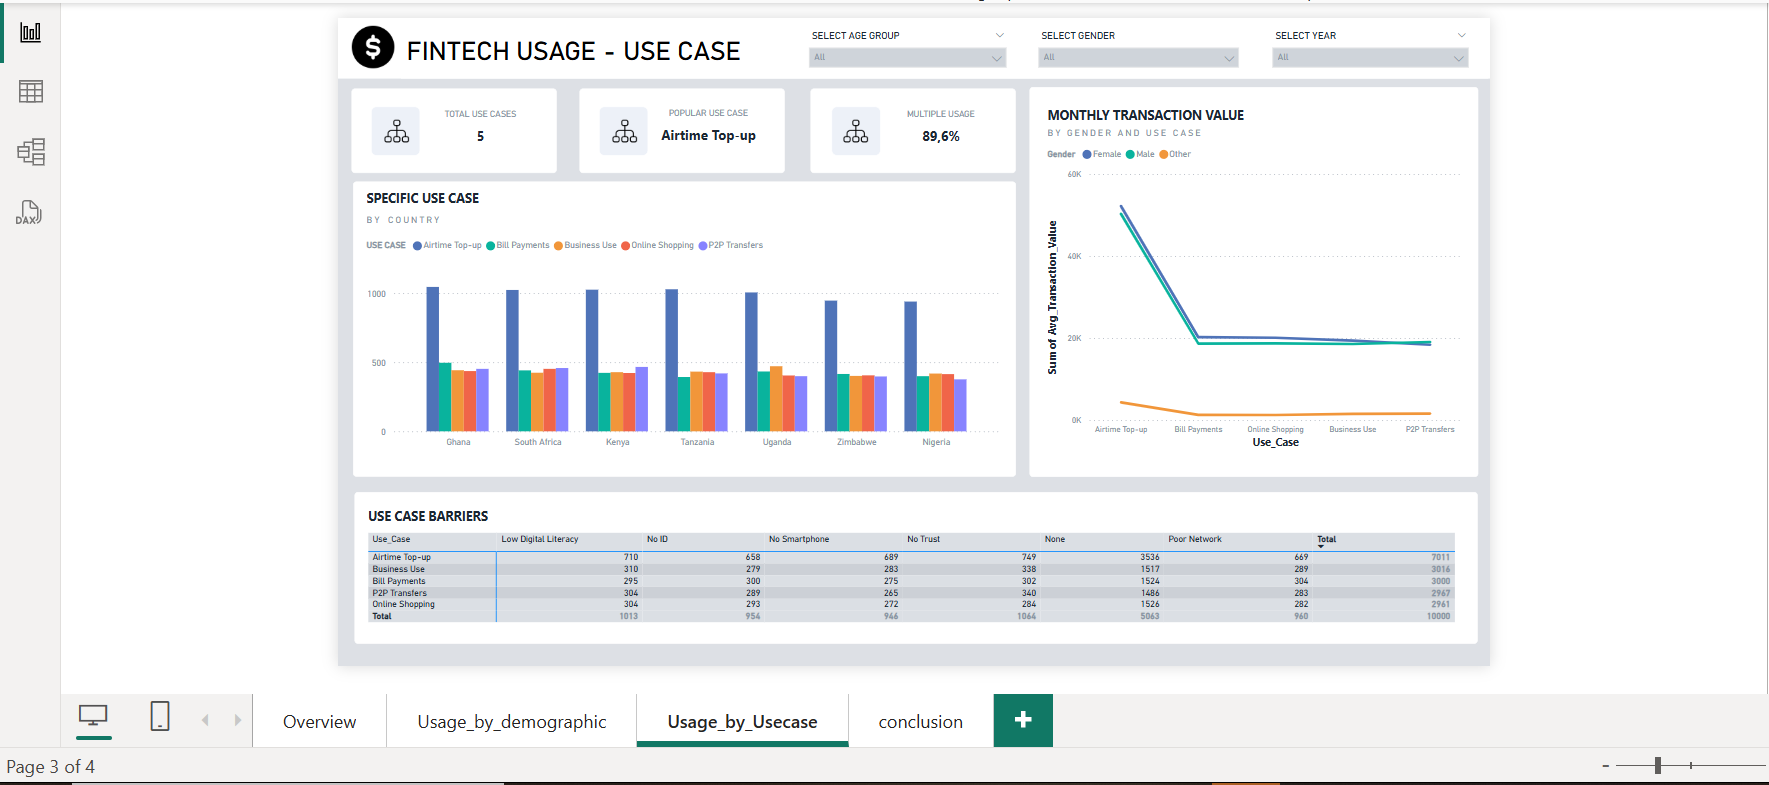 FINTECH USAGE - USE CASE
SELECT AGE GROUP
All
SELECT GENDER
All
SELECT YEAR
All
TOTAL USE CASES
5
POPULAR USE CASE
Airtime Top-up
MULTIPLE USAGE
89,6%
SPECIFIC USE CASE
BY COUNTRY
USE CASE Airtime Top-up Bill Payments Business Use Online Shopping P2P Transfers
1000
500
0
Ghana South Africa Kenya Tanzania Uganda Zimbabwe Nigeria
MONTHLY TRANSACTION VALUE
BY GENDER AND USE CASE
Gender Female Male Other
Sum of Avg_Transaction_Value
60K
40K
20K
0K
Airtime Top-up Bill Payments Online Shopping Business Use P2P Transfers
Use_Case
USE CASE BARRIERS
Use_Case Low Digital Literacy No ID No Smartphone No Trust None Poor Network Total
Airtime Top-up 710 658 689 749 3536 669 7011
Business Use 310 279 283 338 1517 289 3016
Bill Payments 295 300 275 302 1524 304 3000
P2P Transfers 304 289 265 340 1486 283 2967
Online Shopping 304 293 272 284 1526 282 2961
Total 1013 954 946 1064 5063 960 10000
DAX
Overview Usage_by_demographic Usage_by_Usecase conclusion
Page 3 of 4